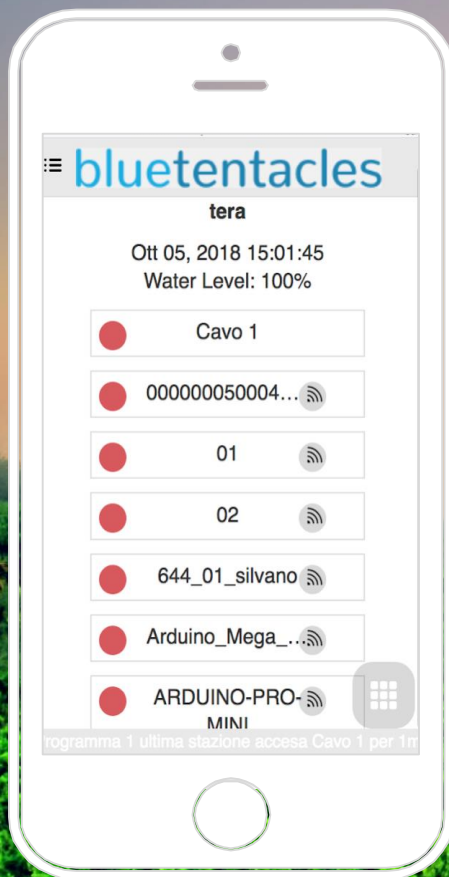 bluetentacles
tera
Ott 05, 2018 15:01:45
Water Level: 100%
Cavo 1
000000050004...
01
02
644_01_silvano
Arduino_Mega_...
ARDUINO-PRO-
MINI
rogramma 1 ultima stazione accesa Cavo 1 per 1m